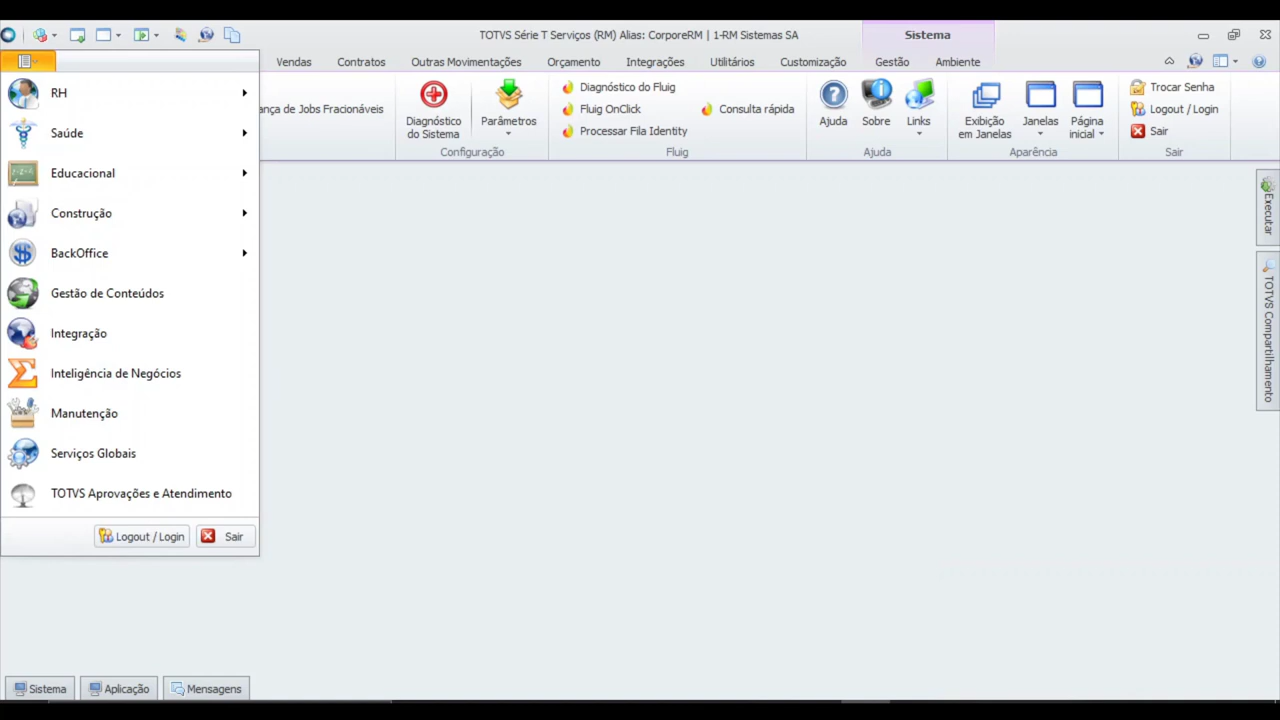 TOTVS Série T Serviços (RM) Alias: CorporeRM | 1-RM Sistemas SA
Sistema
Vendas
Contratos
Outras Movimentações
Orçamento
Integrações
Utilitários
Customização
Gestão
Ambiente
RH
Saúde
Educacional
Construção
BackOffice
Gestão de Conteúdos
Integração
Inteligência de Negócios
Manutenção
Serviços Globais
TOTVS Aprovações e Atendimento
Logout / Login
Sair
ança de Jobs Fracionáveis
Diagnóstico
do Sistema
Parâmetros
Configuração
Diagnóstico do Fluig
Fluig OnClick
Processar Fila Identity
Consulta rápida
Fluig
Ajuda
Sobre
Links
Ajuda
Exibição
em Janelas
Janelas
Página
inicial
Aparência
Trocar Senha
Logout / Login
Sair
Sair
Executar
TOTVS Compartilhamento
Sistema
Aplicação
Mensagens